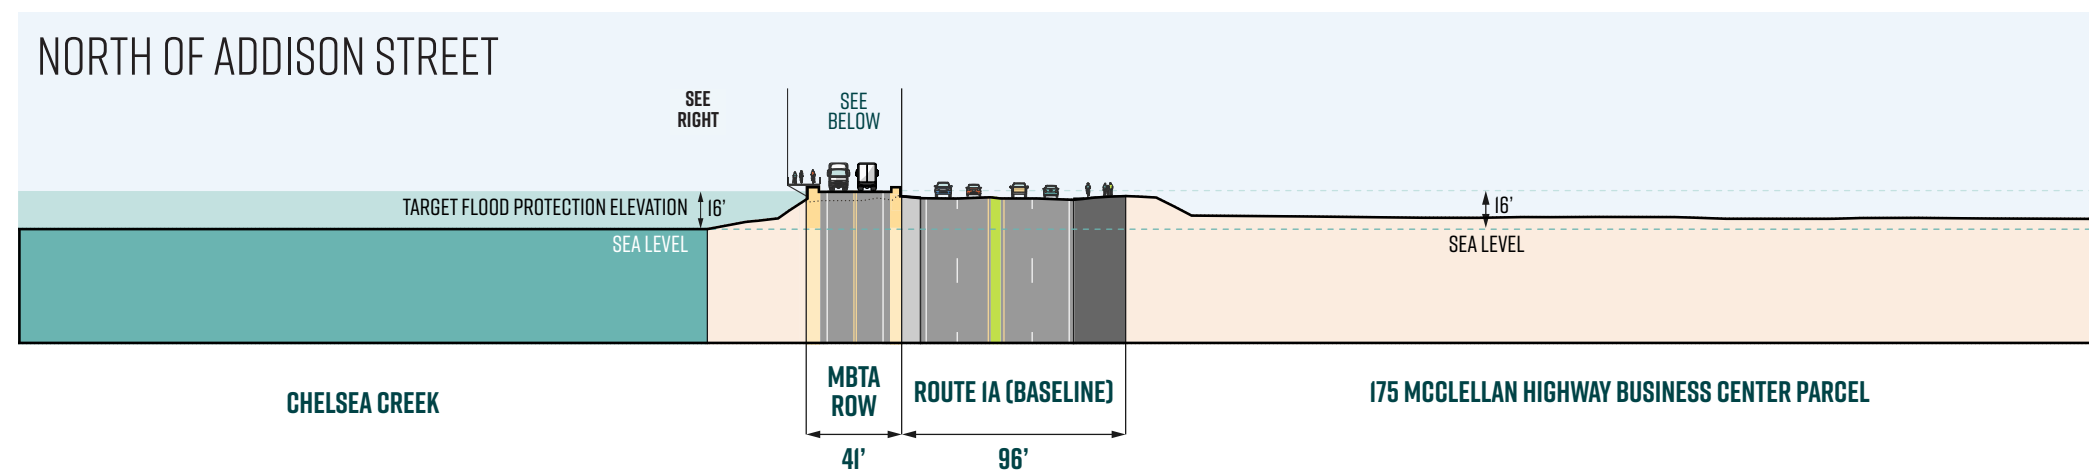 NORTH OF ADDISON STREET
SEE
RIGHT
SEE
BELOW
TARGET FLOOD PROTECTION ELEVATION
16'
16'
SEA LEVEL
SEA LEVEL
CHELSEA CREEK
MBTA
ROW
ROUTE 1A (BASELINE)
175 MCCLELLAN HIGHWAY BUSINESS CENTER PARCEL
41'
96'